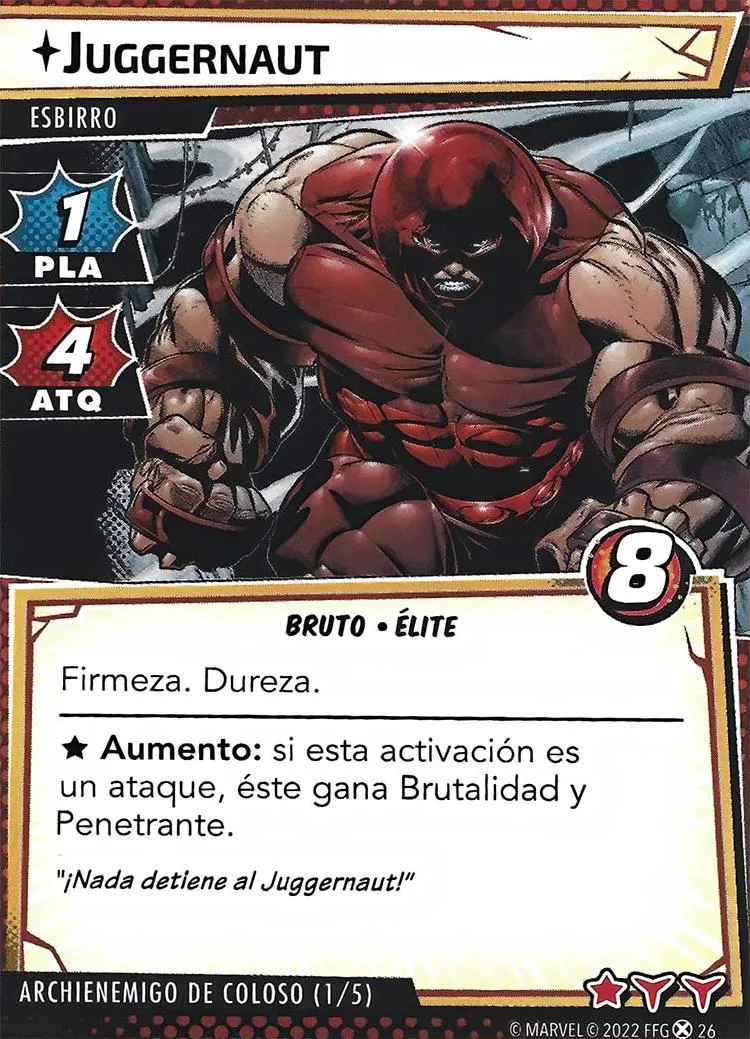 JUGGERNAUT
ESBIRRO
1
PLA
4
ATQ
8
BRUTO • ÉLITE
Firmeza. Dureza.
★ Aumento: si esta activación es
un ataque, éste gana Brutalidad y
Penetrante.
"¡Nada detiene al Juggernaut!"
ARCHIENEMIGO DE COLOSO (1/5)
© MARVEL © 2022 FFG 26